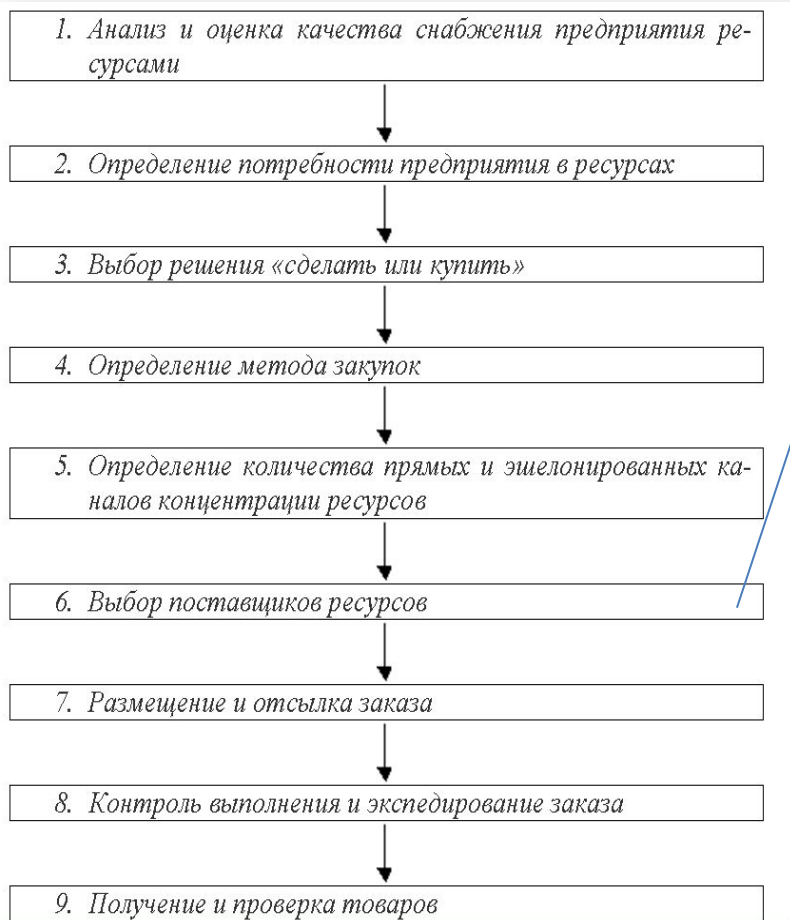 1. Анализ и оценка качества снабжения предприятия ре-
сурсами
2. Определение потребности предприятия в ресурсах
3. Выбор решения «сделать или купить»
4. Определение метода закупок
5. Определение количества прямых и эшелонированных ка-
налов концентрации ресурсов
6. Выбор поставщиков ресурсов
7. Размещение и отсылка заказа
8. Контроль выполнения и экспедирование заказа
9. Получение и проверка товаров